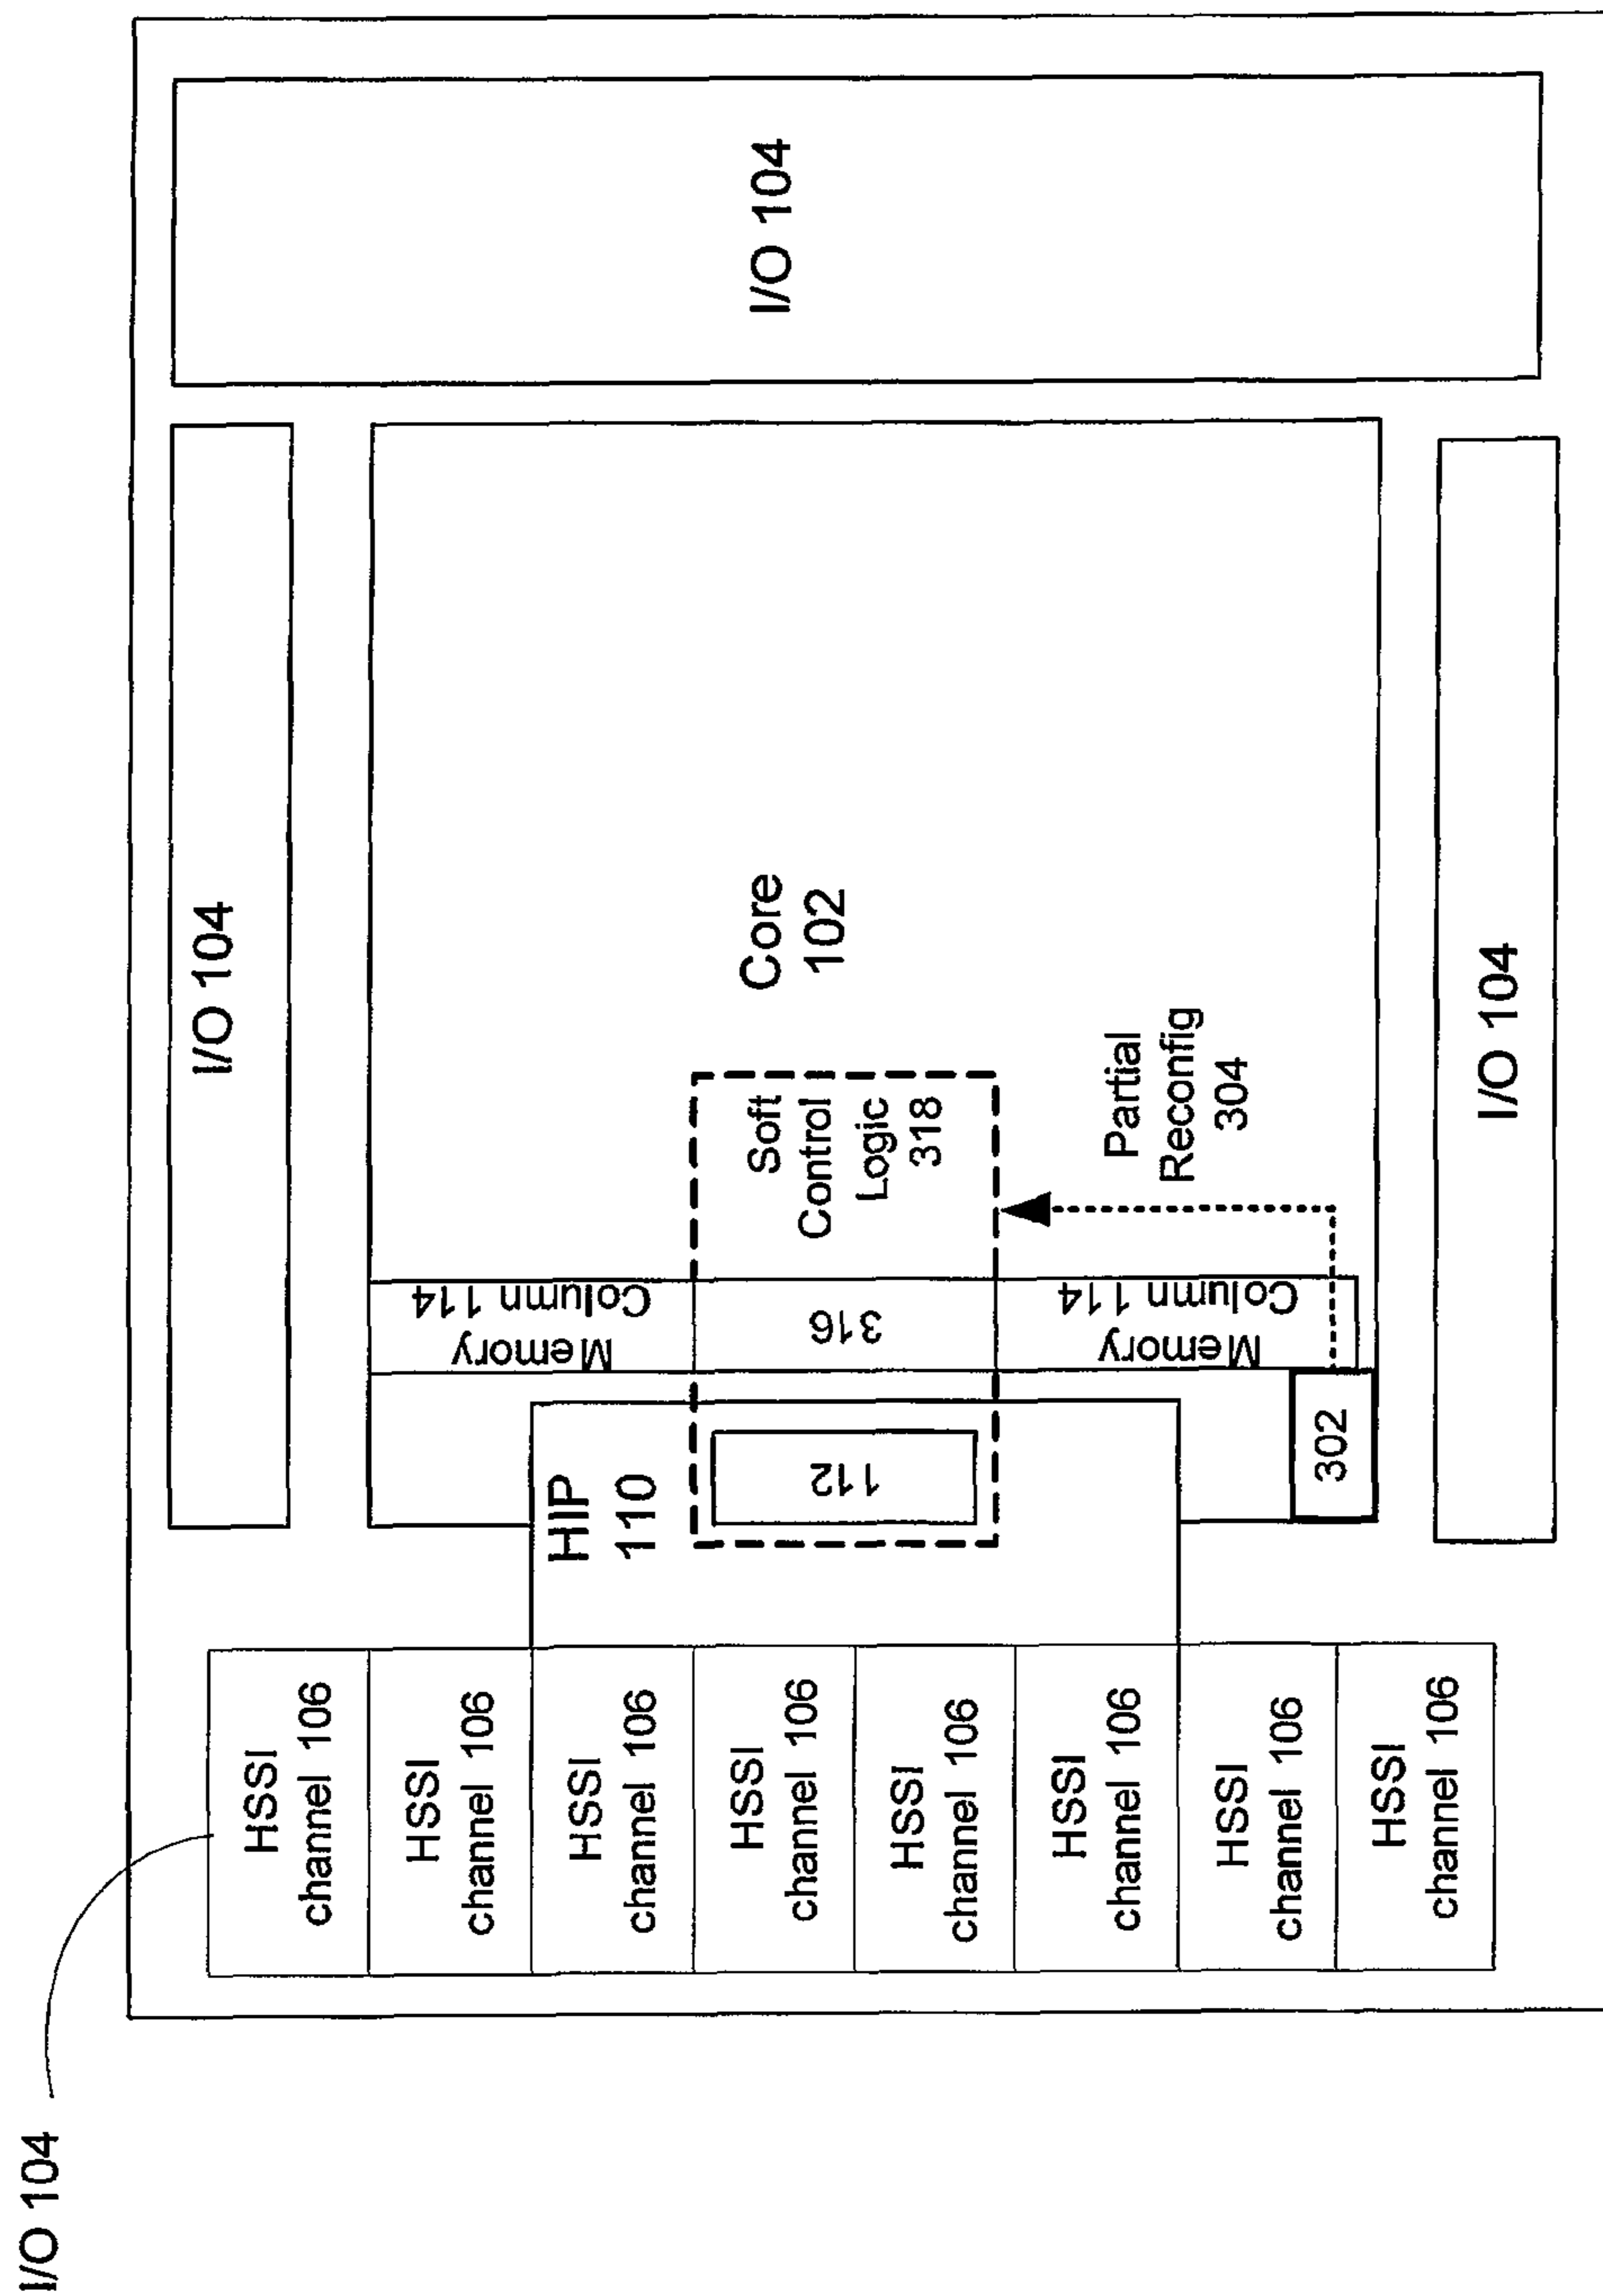 I/O 104
HSSI
channel 106
HSSI
channel 106
HSSI
channel 106
HSSI
channel 106
HSSI
channel 106
HSSI
channel 106
HSSI
channel 106
HSSI
channel 106
I/O 104
HIP
110
112
Memory
Column 114
316
Memory
Column 114
302
Soft
Control
Logic
318
Core
102
Partial
Reconfig
304
I/O 104
I/O 104